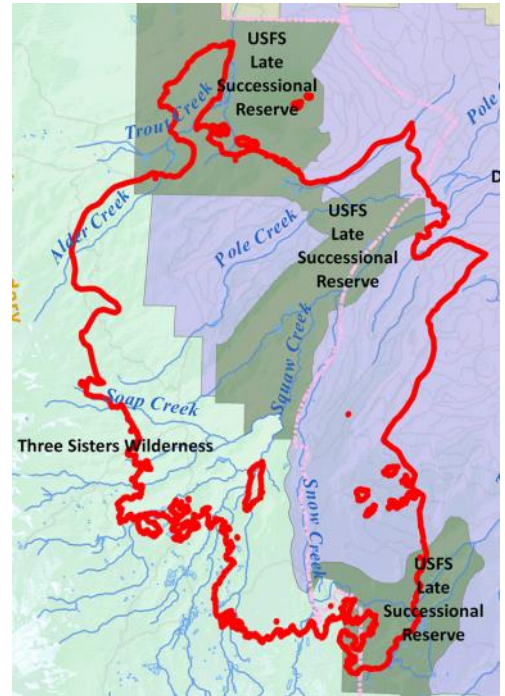 USFS
Late
Successional
Reserve
Trout Creek
Pole C
D
USFS
Late
Successional
Reserve
Alder Creek
Pole Creek
Squaw Creek
Soap Creek
Three Sisters Wilderness
Snow Creek
USFS
Late
Successional
Reserve